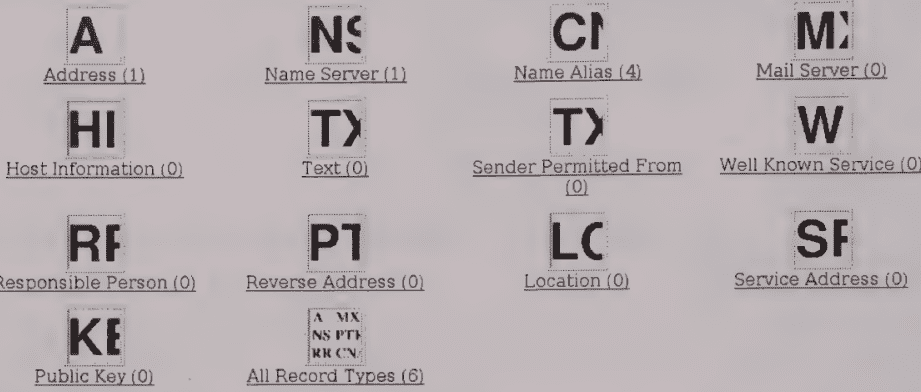 A NS CN MX
Address (1) Name Server (1) Name Alias (4) Mail Server (0)
HI TX TX W
Host Information (0) Text (0) Sender Permitted From (0) Well Known Service (0)
RP PT LO SR
Responsible Person (0) Reverse Address (0) Location (0) Service Address (0)
KE A MX
NS PTR
RR CN
Public Key (0) All Record Types (6)